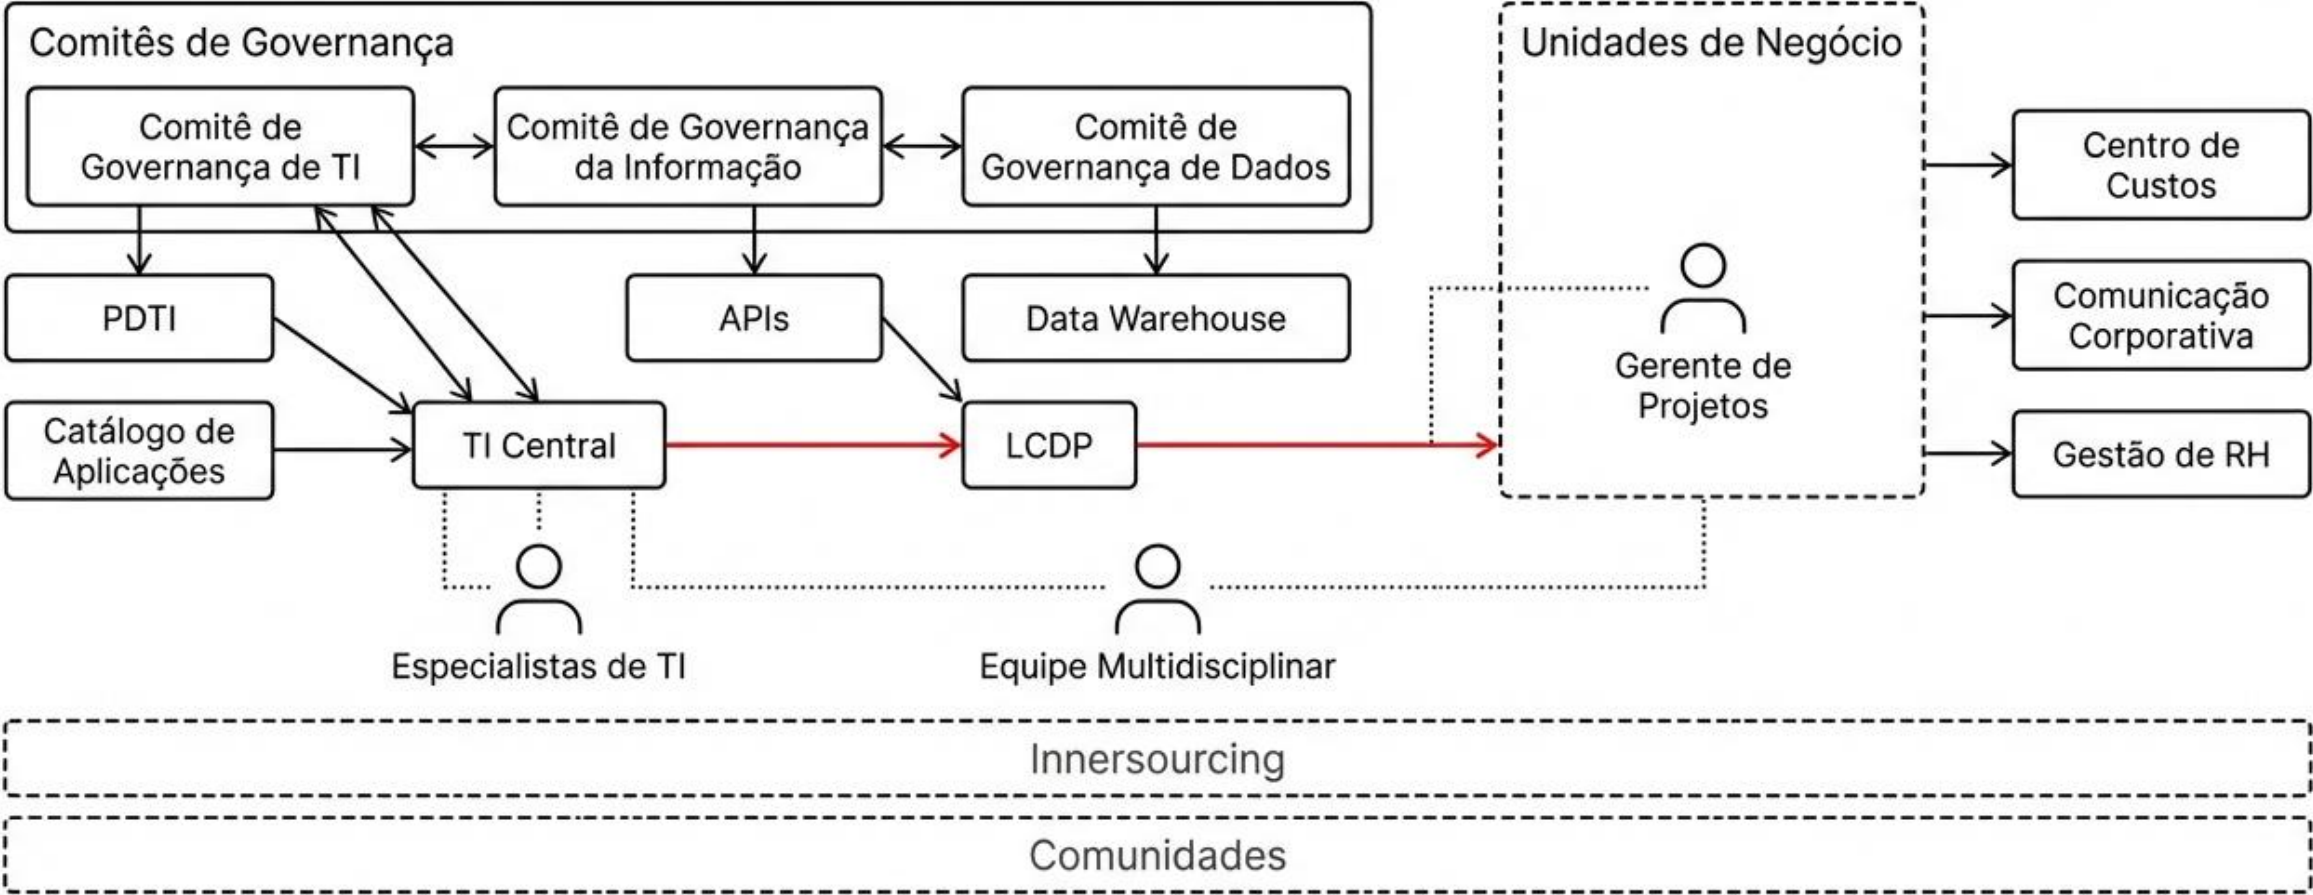 Comitês de Governança
Comitê de
Governança de TI
Comitê de Governança
da Informação
Comitê de
Governança de Dados
PDTI
APIs
Data Warehouse
Catálogo de
Aplicações
TI Central
LCDP
Unidades de Negócio
Gerente de
Projetos
Centro de
Custos
Comunicação
Corporativa
Gestão de RH
Especialistas de TI
Equipe Multidisciplinar
Innersourcing
Comunidades